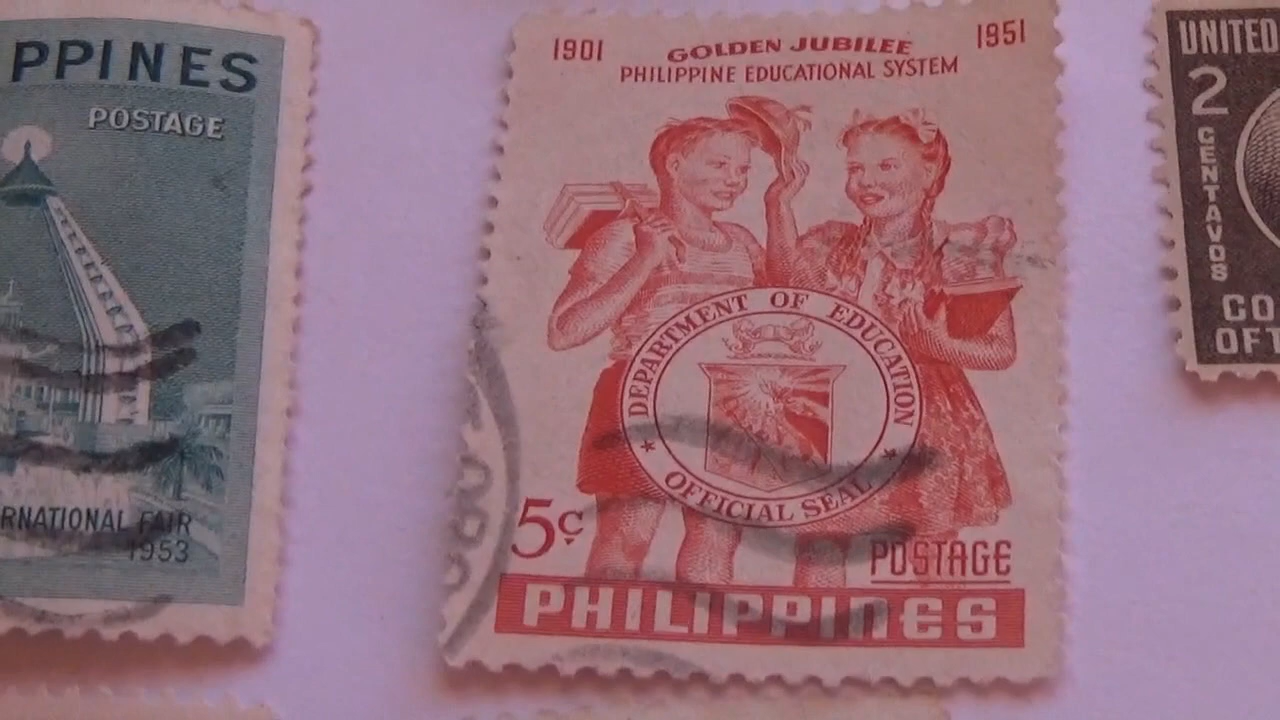 PPINES
POSTAGE
RNATIONAL FAIR
1953
1901
1951
GOLDEN JUBILEE
PHILIPPINE EDUCATIONAL SYSTEM
DEPARTMENT OF EDUCATION
OFFICIAL SEAL
5¢
POSTAGE
PHILIPPINES
UNITED
2
CENTAVOS
CO
OF T